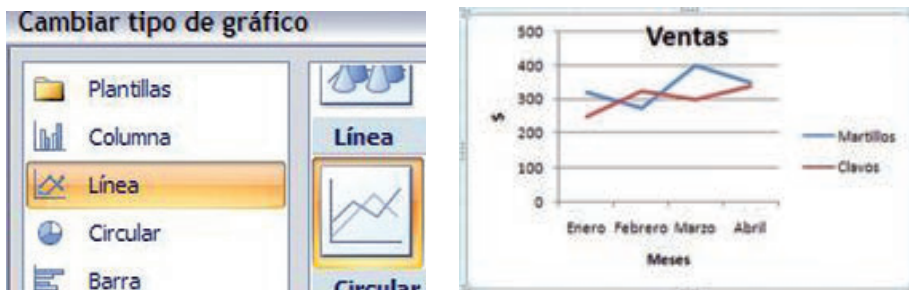 Cambiar tipo de gráfico
Plantillas
Columna
Línea
Circular
Barra
Línea
Circular
Ventas
500
400
300
200
100
0
$
Enero Febrero Marzo Abril
Meses
Martillos
Clavos